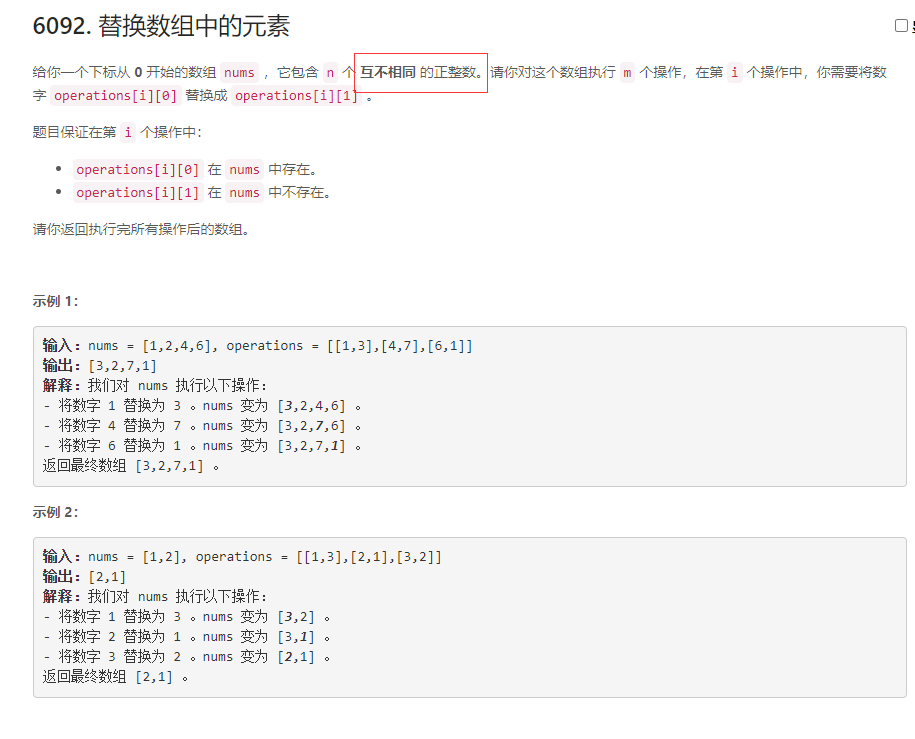 6092. 替换数组中的元素
给你一个下标从 0 开始的数组 nums ，它包含 n 个 互不相同 的正整数。请你对这个数组执行 m 个操作，在第 i 个操作中，你需要将数
字 operations[i][0] 替换成 operations[i][1] 。
题目保证在第 i 个操作中：
• operations[i][0] 在 nums 中存在。
• operations[i][1] 在 nums 中不存在。
请你返回执行完所有操作后的数组。
示例 1：
输入：nums = [1,2,4,6], operations = [[1,3],[4,7],[6,1]]
输出：[3,2,7,1]
解释：我们对 nums 执行以下操作：
- 将数字 1 替换为 3 。nums 变为 [3,2,4,6] 。
- 将数字 4 替换为 7 。nums 变为 [3,2,7,6] 。
- 将数字 6 替换为 1 。nums 变为 [3,2,7,1] 。
返回最终数组 [3,2,7,1] 。
示例 2：
输入：nums = [1,2], operations = [[1,3],[2,1],[3,2]]
输出：[2,1]
解释：我们对 nums 执行以下操作：
- 将数字 1 替换为 3 。nums 变为 [3,2] 。
- 将数字 2 替换为 1 。nums 变为 [3,1] 。
- 将数字 3 替换为 2 。nums 变为 [2,1] 。
返回最终数组 [2,1] 。